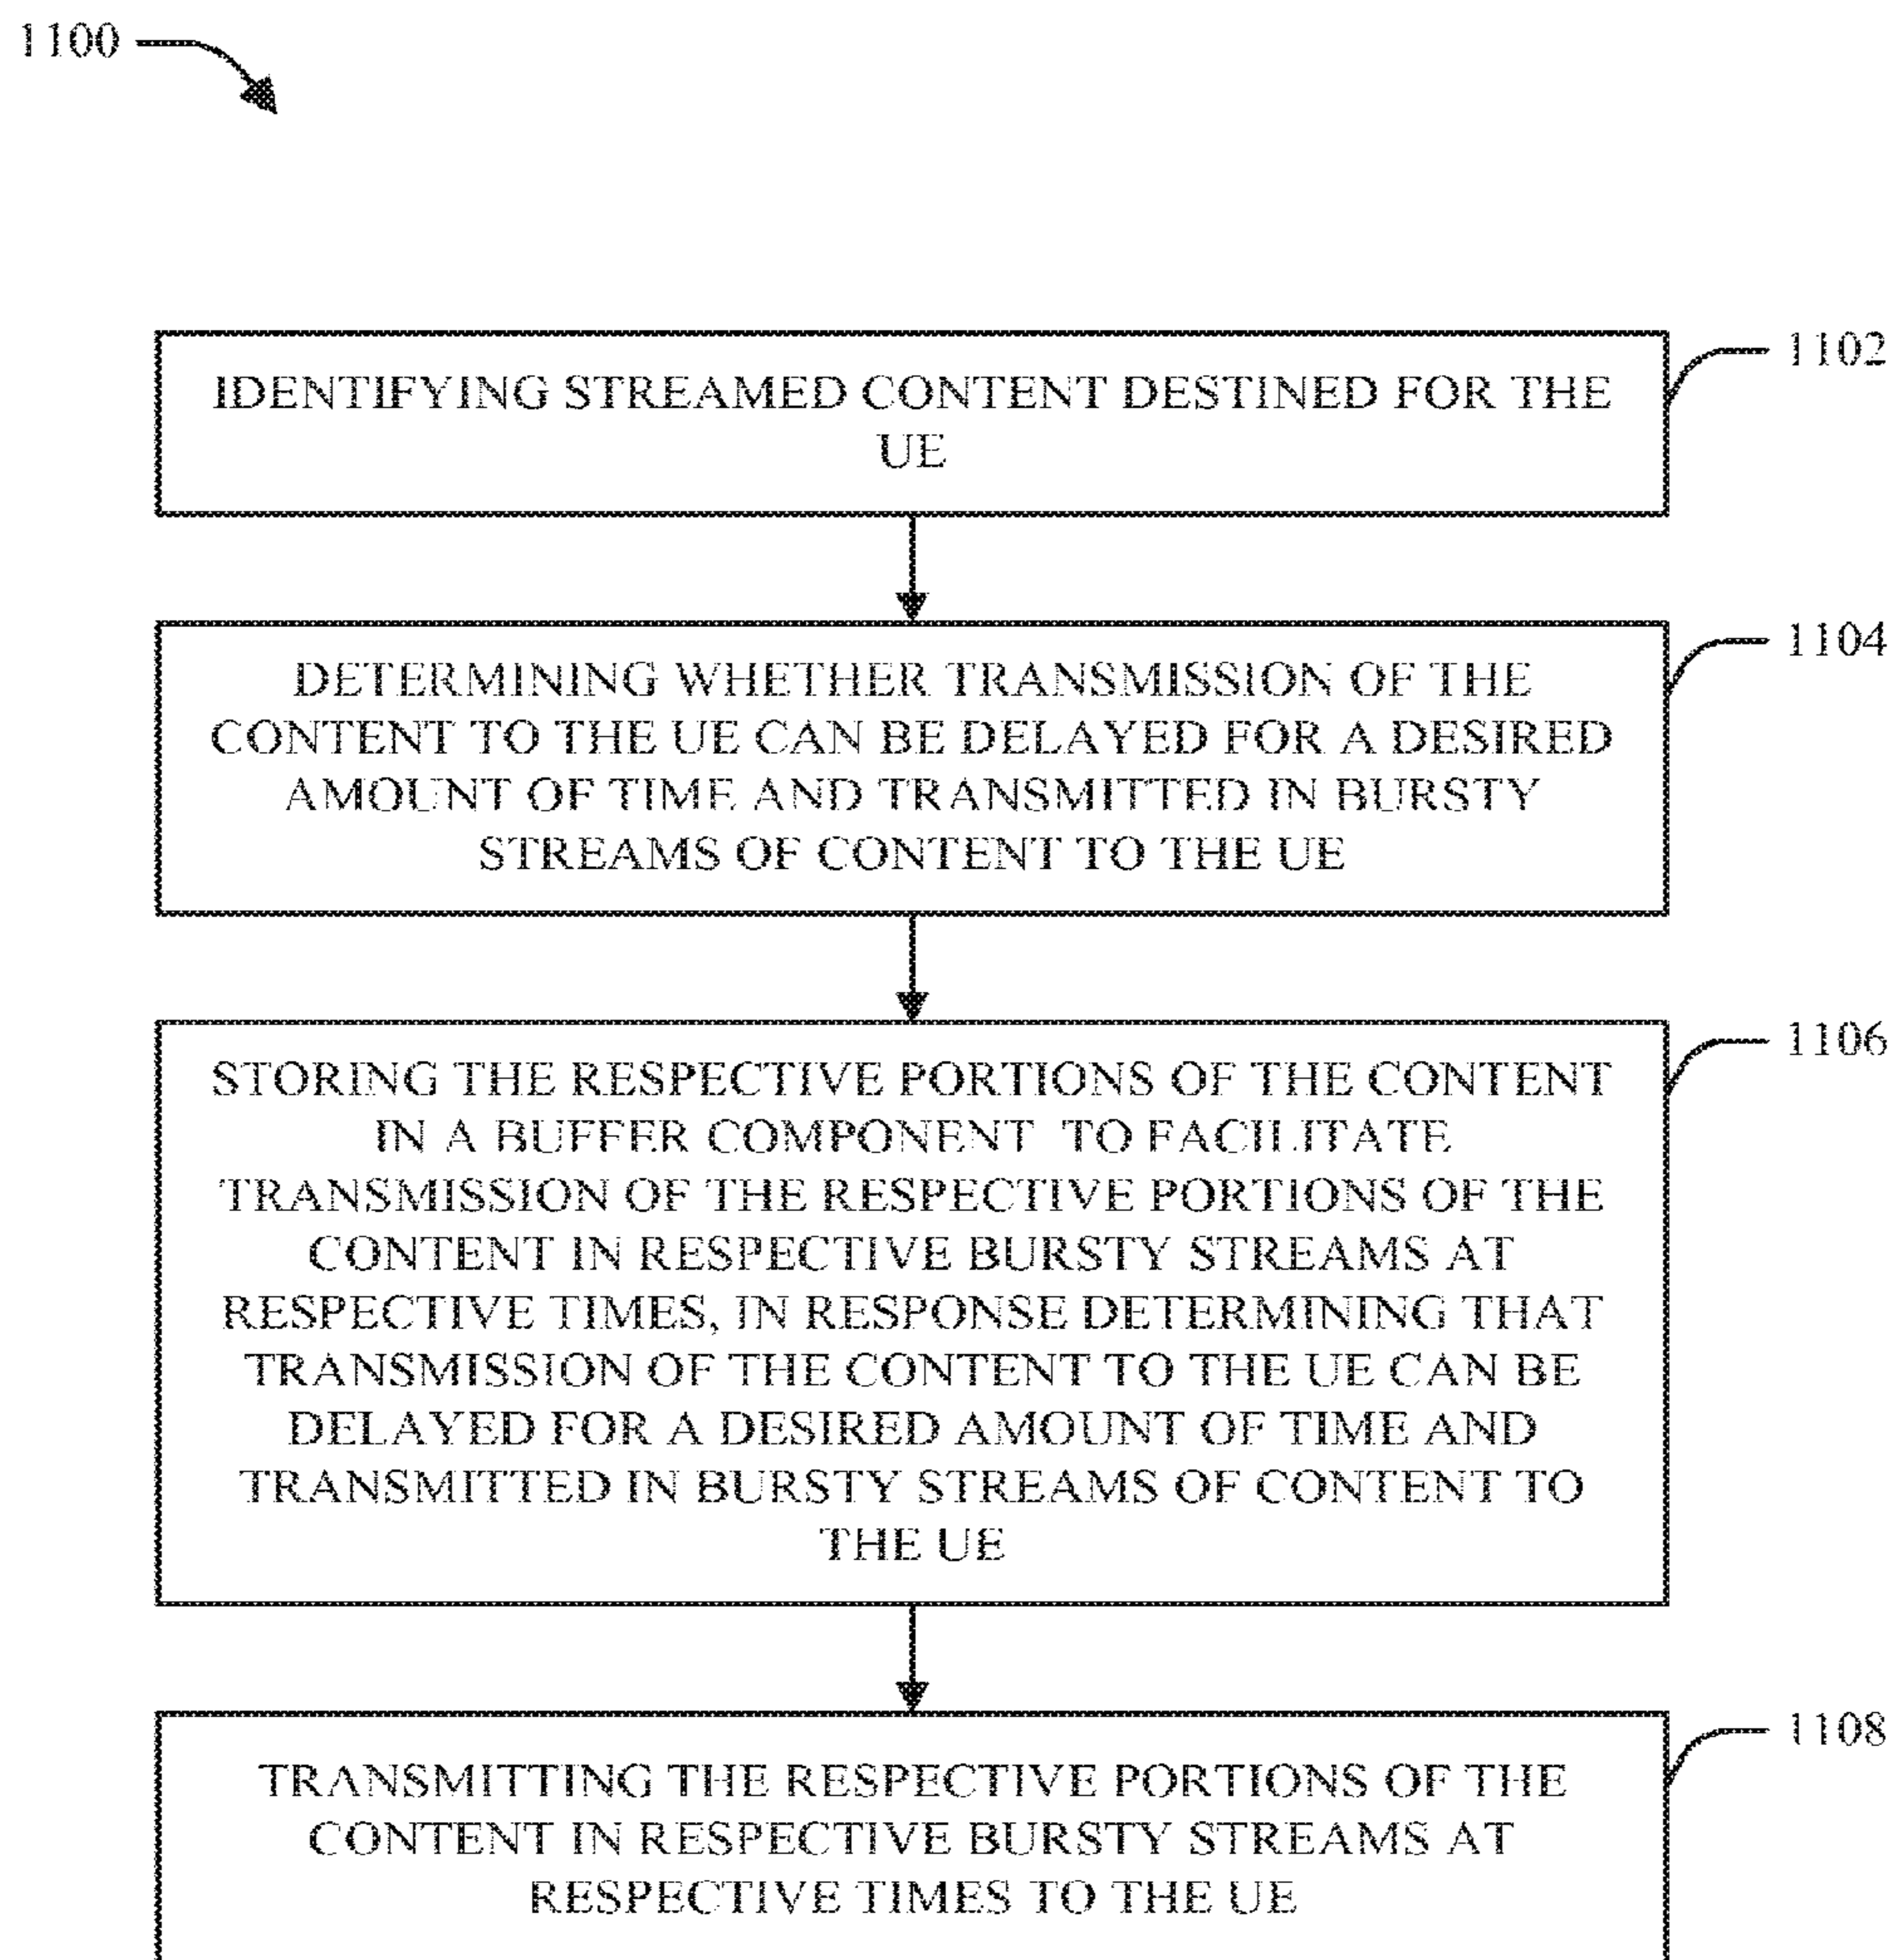 1100
IDENTIFYING STREAMED CONTENT DESTINED FOR THE
UE
1102
DETERMINING WHETHER TRANSMISSION OF THE
CONTENT TO THE UE CAN BE DELAYED FOR A DESIRED
AMOUNT OF TIME AND TRANSMITTED IN BURSTY
STREAMS OF CONTENT TO THE UE
1104
STORING THE RESPECTIVE PORTIONS OF THE CONTENT
IN A BUFFER COMPONENT TO FACILITATE
TRANSMISSION OF THE RESPECTIVE PORTIONS OF THE
CONTENT IN RESPECTIVE BURSTY STREAMS AT
RESPECTIVE TIMES, IN RESPONSE DETERMINING THAT
TRANSMISSION OF THE CONTENT TO THE UE CAN BE
DELAYED FOR A DESIRED AMOUNT OF TIME AND
TRANSMITTED IN BURSTY STREAMS OF CONTENT TO
THE UE
1106
TRANSMITTING THE RESPECTIVE PORTIONS OF THE
CONTENT IN RESPECTIVE BURSTY STREAMS AT
RESPECTIVE TIMES TO THE UE
1108